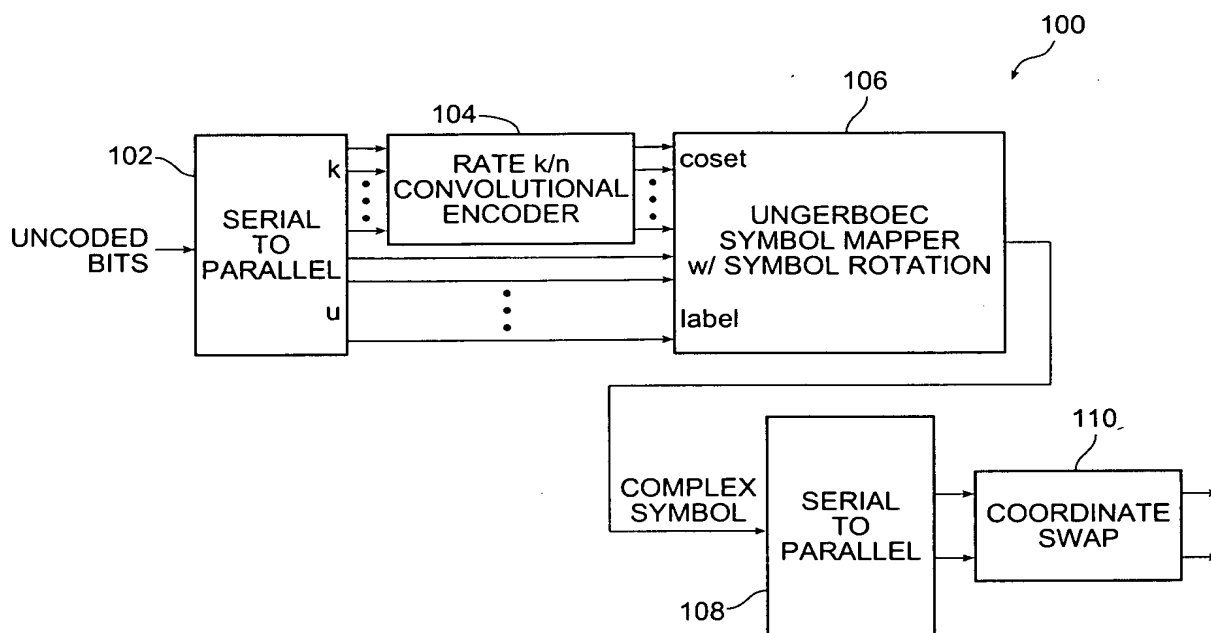 100
106
104
102
k
RATE k/n
CONVOLUTIONAL
ENCODER
coset
SERIAL
TO
PARALLEL
UNCODED
BITS
UNGERBOEC
SYMBOL MAPPER
w/ SYMBOL ROTATION
u
label
110
COMPLEX
SYMBOL
SERIAL
TO
PARALLEL
COORDINATE
SWAP
108